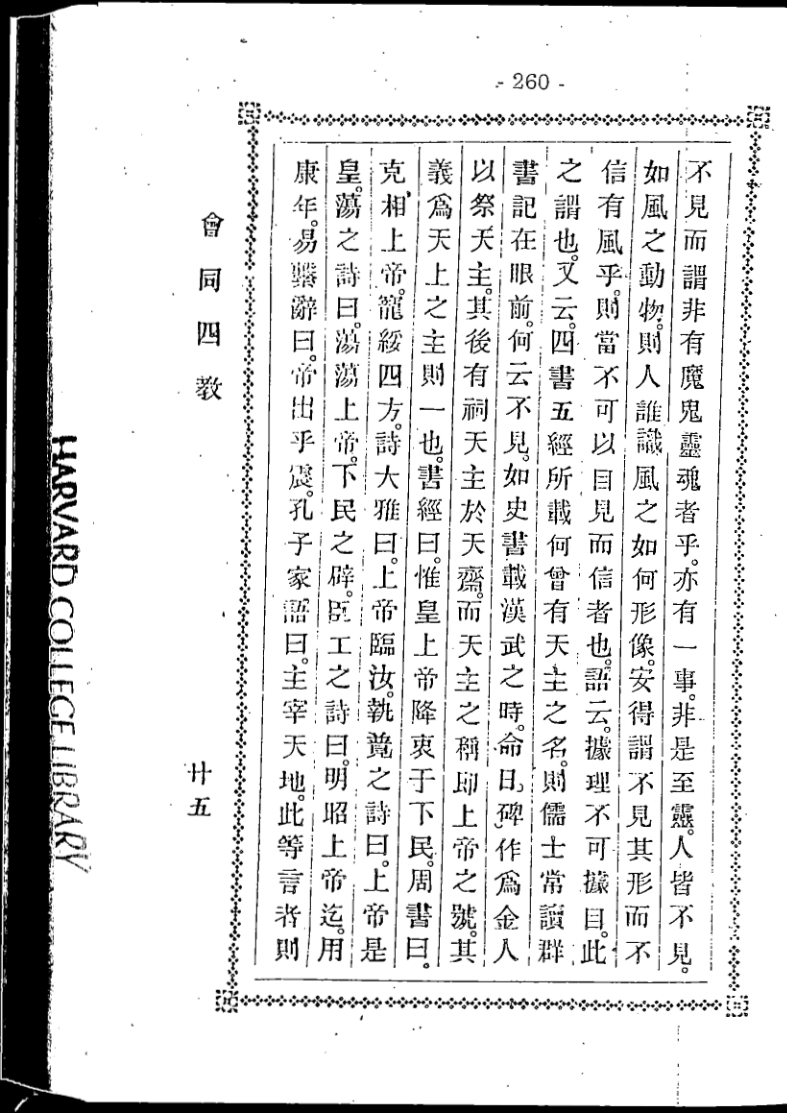 - 260 -
不見而謂非有魔鬼靈魂者乎。亦有一事。非是至靈。人皆不見。
如風之動物。則人誰識風之如何形像。安得謂不見其形而不
信有風乎。則當不可以目見而信者也。語云。據理不可據目。此
之謂也。又云。四書五經所載何曾有天主之名。則儒士常讀群
書記在眼前。何云不見。如史書載漢武之時。命日磾作爲金人
以祭天主。其後有祠天主於天齋。而天主之稱即上帝之號。其
義爲天上之主則一也。書經曰。惟皇上帝降衷于下民。周書曰。
克相上帝。寵綏四方。詩大雅曰。上帝臨汝。執競之詩曰。上帝是
皇。蕩之詩曰。蕩蕩上帝。下民之辟。臣工之詩曰。明昭上帝迄。用
康年。易繫辭曰。帝出乎震。孔子家語曰。主宰天地。此等言者則
會同四教
廿五
HARVARD COLLEGE LIBRARY